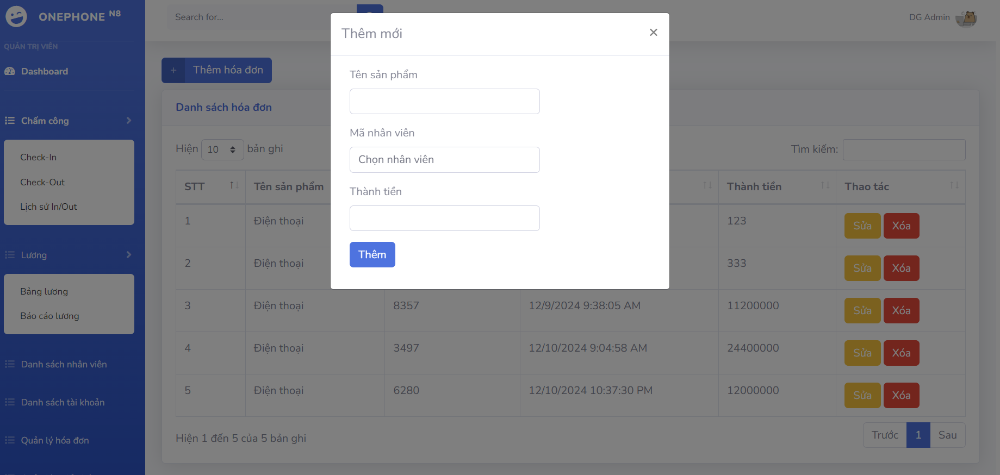 ONEPHONE N8
QUẢN TRỊ VIÊN
Dashboard
Chấm công
Check-In
Check-Out
Lịch sử In/Out
Lương
Bảng lương
Báo cáo lương
Danh sách nhân viên
Danh sách tài khoản
Quản lý hóa đơn
Search for...
DG Admin
+ Thêm hóa đơn
Danh sách hóa đơn
Hiện 10 bản ghi
Tìm kiếm:
STT Tên sản phẩm Thành tiền Thao tác
1 Điện thoại 123 Sửa Xóa
2 Điện thoại 333 Sửa Xóa
3 Điện thoại 8357 12/9/2024 9:38:05 AM 11200000 Sửa Xóa
4 Điện thoại 3497 12/10/2024 9:04:58 AM 24400000 Sửa Xóa
5 Điện thoại 6280 12/10/2024 10:37:30 PM 12000000 Sửa Xóa
Hiện 1 đến 5 của 5 bản ghi
Trước 1 Sau
Thêm mới ×
Tên sản phẩm
Mã nhân viên
Chọn nhân viên
Thành tiền
Thêm